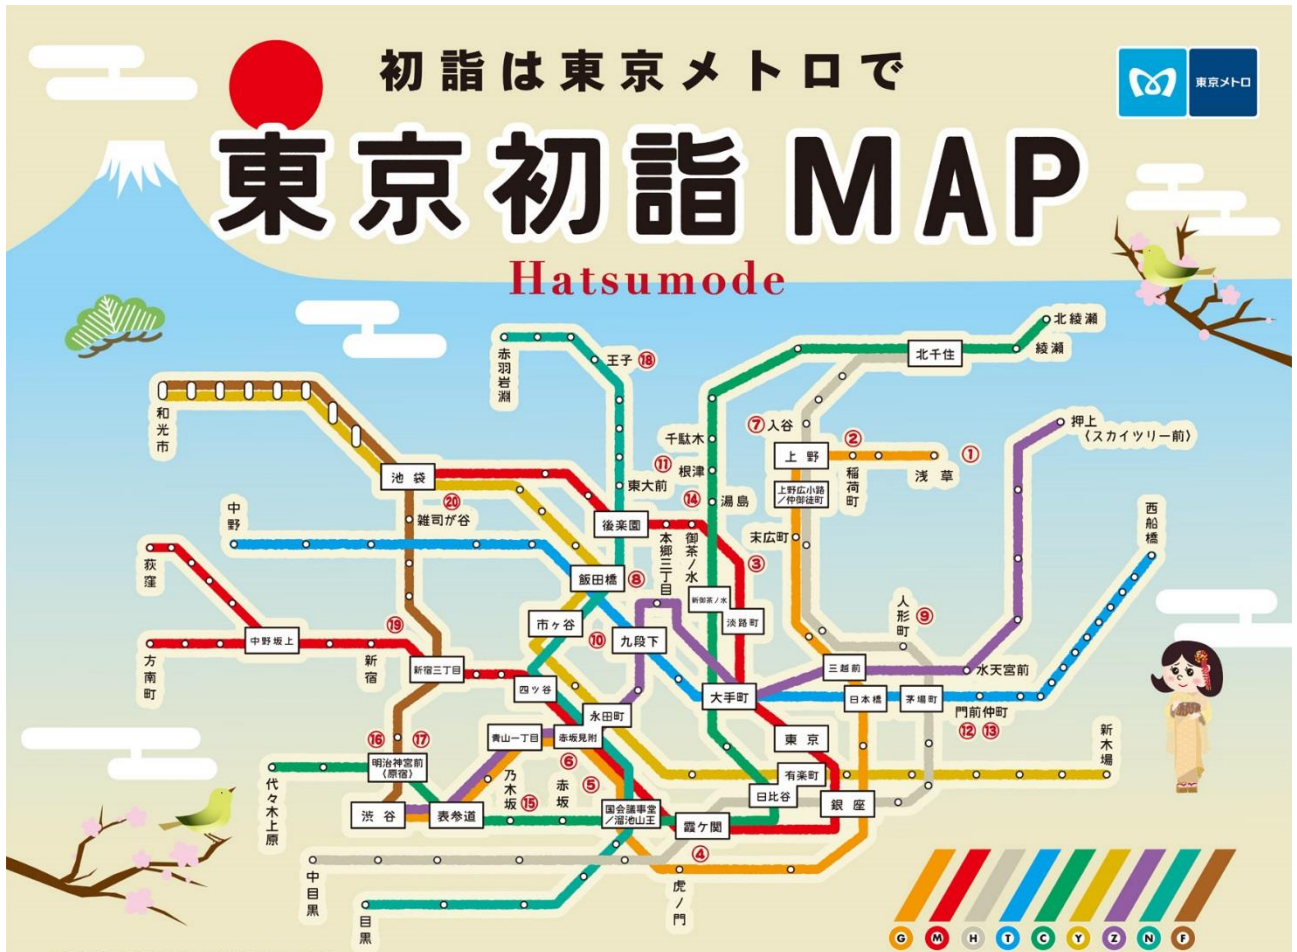 初詣は東京メトロで
東京メトロ
東京初詣 MAP
Hatsumode
北綾瀬
綾瀬
北千住
赤羽岩淵
王子 ⑱
和光市
千駄木
⑦ 入谷
押上
〈スカイツリー前〉
上野
② 稲荷町
浅草 ①
池袋
⑪ 根津
東大前
上野広小路
/仲御徒町
⑭ 湯島
⑳
雑司が谷
中野
後楽園
本郷三丁目
御茶ノ水
末広町
西船橋
荻窪
③
飯田橋 ⑧
新御茶ノ水
淡路町
人形町 ⑨
市ヶ谷
⑩ 九段下
⑲
中野坂上
方南町
新宿
新宿三丁目
三越前
水天宮前
四ツ谷
大手町
日本橋
茅場町
門前仲町
⑫ ⑬
永田町
青山一丁目
赤坂見附
東京
新木場
⑯ ⑰
明治神宮前
〈原宿〉
代々木上原
⑥
⑤
乃木坂
⑮
赤坂
有楽町
日比谷
銀座
渋谷
表参道
国会議事堂
/溜池山王
霞ケ関
④
中目黒
虎ノ門
目黒
G M H T C Y Z N F